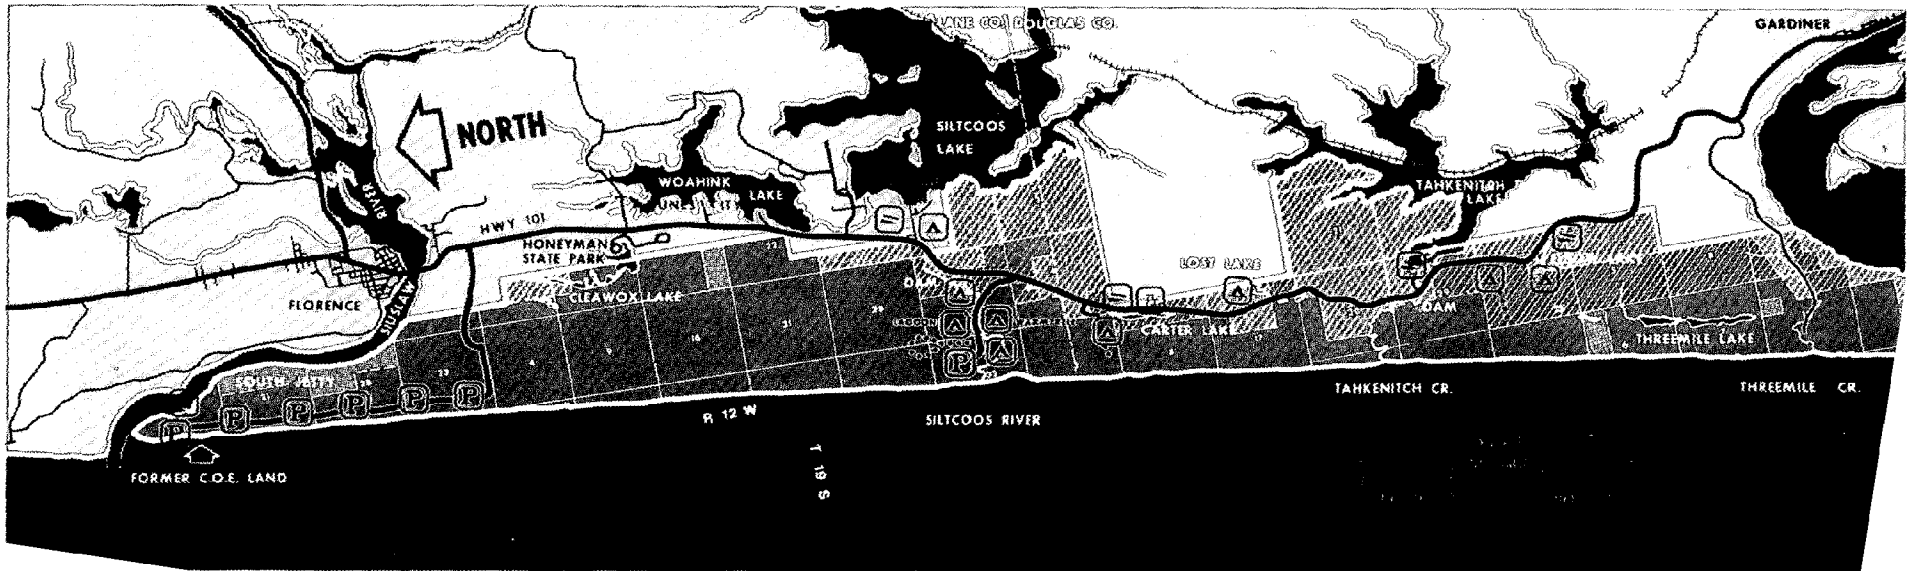 LANE CO. DOUGLAS CO.
GARDINER
NORTH
SILTCOOS
LAKE
WOAHINK
LAKE
TAHKENITCH
LAKE
RIVER
HWY 101
HONEYMAN
STATE PARK
CLEAWOX LAKE
LOST LAKE
FLORENCE
SIUSLAW
DAM
DAM
LAGOON
CARTER LAKE
THREEMILE LAKE
SOUTH JETTY
P
P
P
P
P
P
P
R 12 W
T 19 S
SILTCOOS RIVER
TAHKENITCH CR.
THREEMILE CR.
FORMER C.O.E. LAND